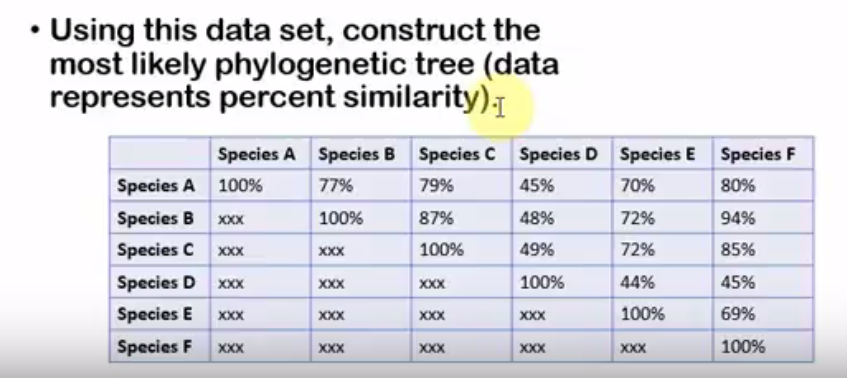 • Using this data set, construct the
most likely phylogenetic tree (data
represents percent similarity).
Species A Species B Species C Species D Species E Species F
Species A 100% 77% 79% 45% 70% 80%
Species B xxx 100% 87% 48% 72% 94%
Species C xxx xxx 100% 49% 72% 85%
Species D xxx xxx xxx 100% 44% 45%
Species E xxx xxx xxx xxx 100% 69%
Species F xxx xxx xxx xxx xxx 100%